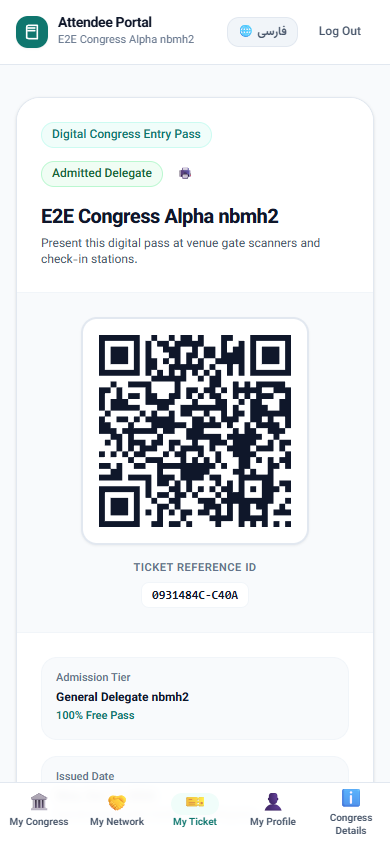 Attendee Portal
E2E Congress Alpha nbmh2
فارسی
Log Out
Digital Congress Entry Pass
Admitted Delegate
E2E Congress Alpha nbmh2
Present this digital pass at venue gate scanners and
check-in stations.
TICKET REFERENCE ID
0931484C-C40A
Admission Tier
General Delegate nbmh2
100% Free Pass
Issued Date
My Congress
My Network
My Ticket
My Profile
Congress
Details